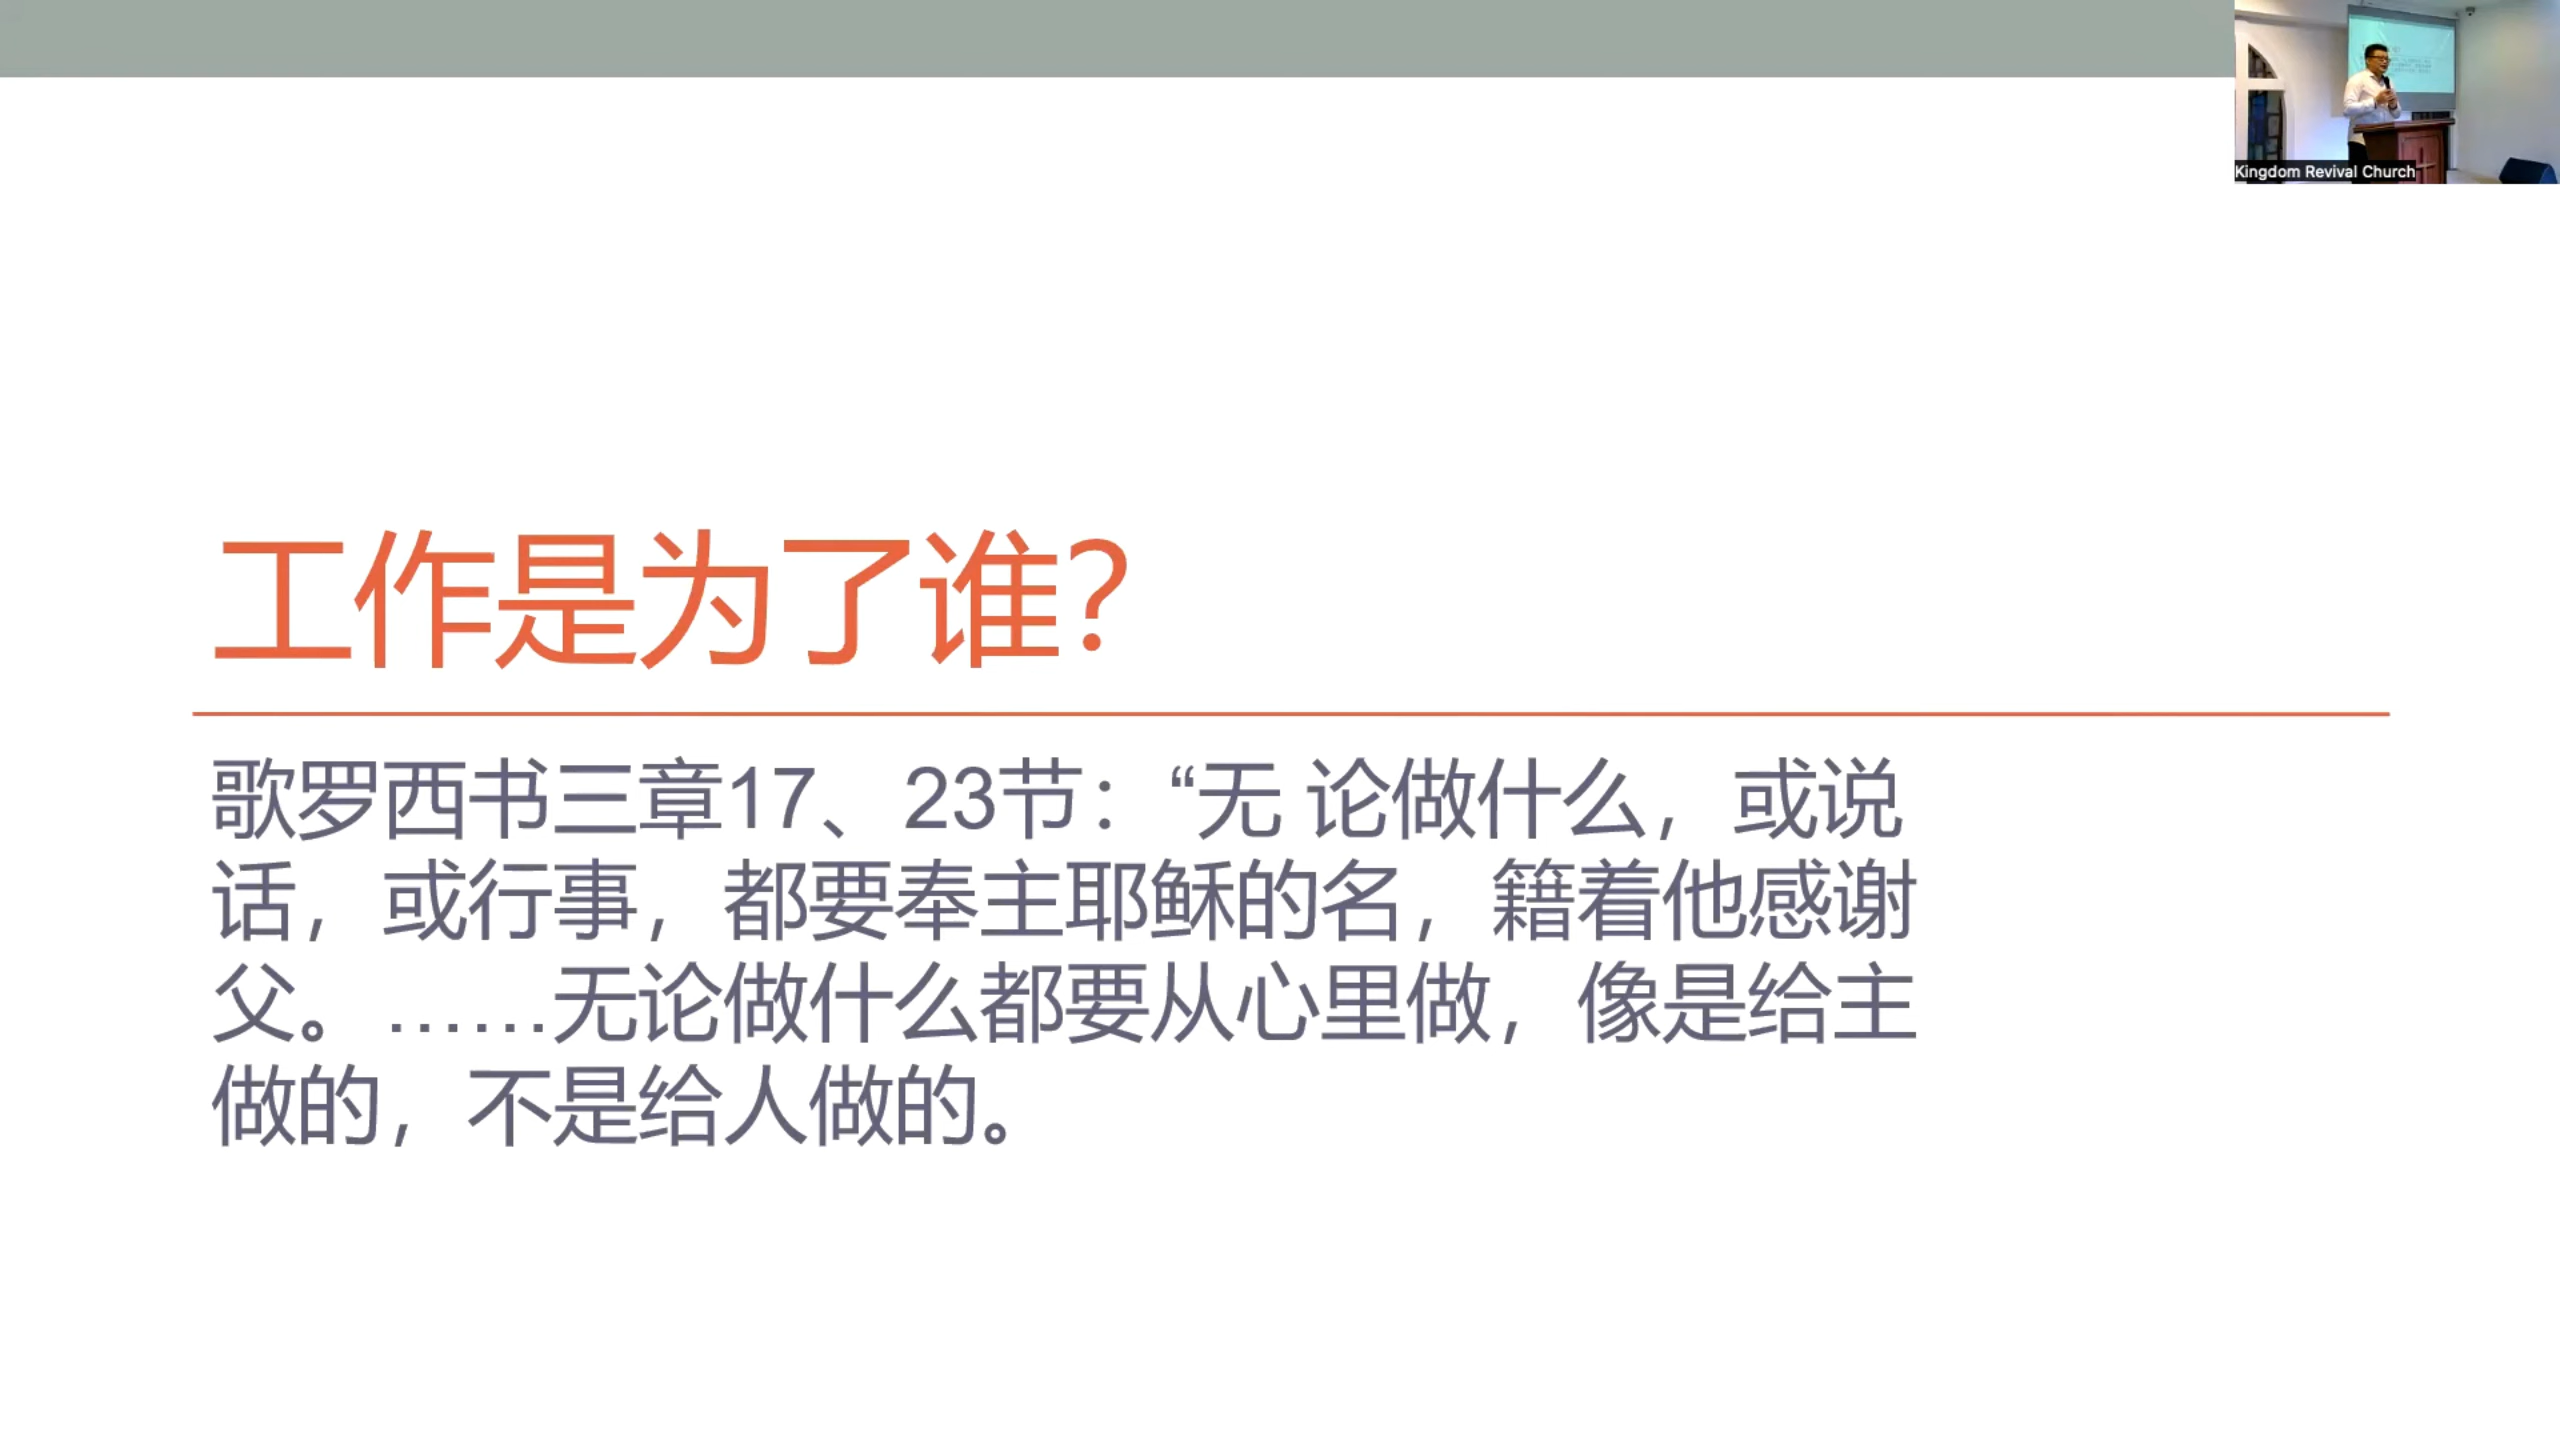 Kingdom Revival Church
工作是为了谁？
歌罗西书三章17、23节：“无 论做什么，或说
话，或行事，都要奉主耶稣的名，籍着他感谢
父。……无论做什么都要从心里做，像是给主
做的，不是给人做的。